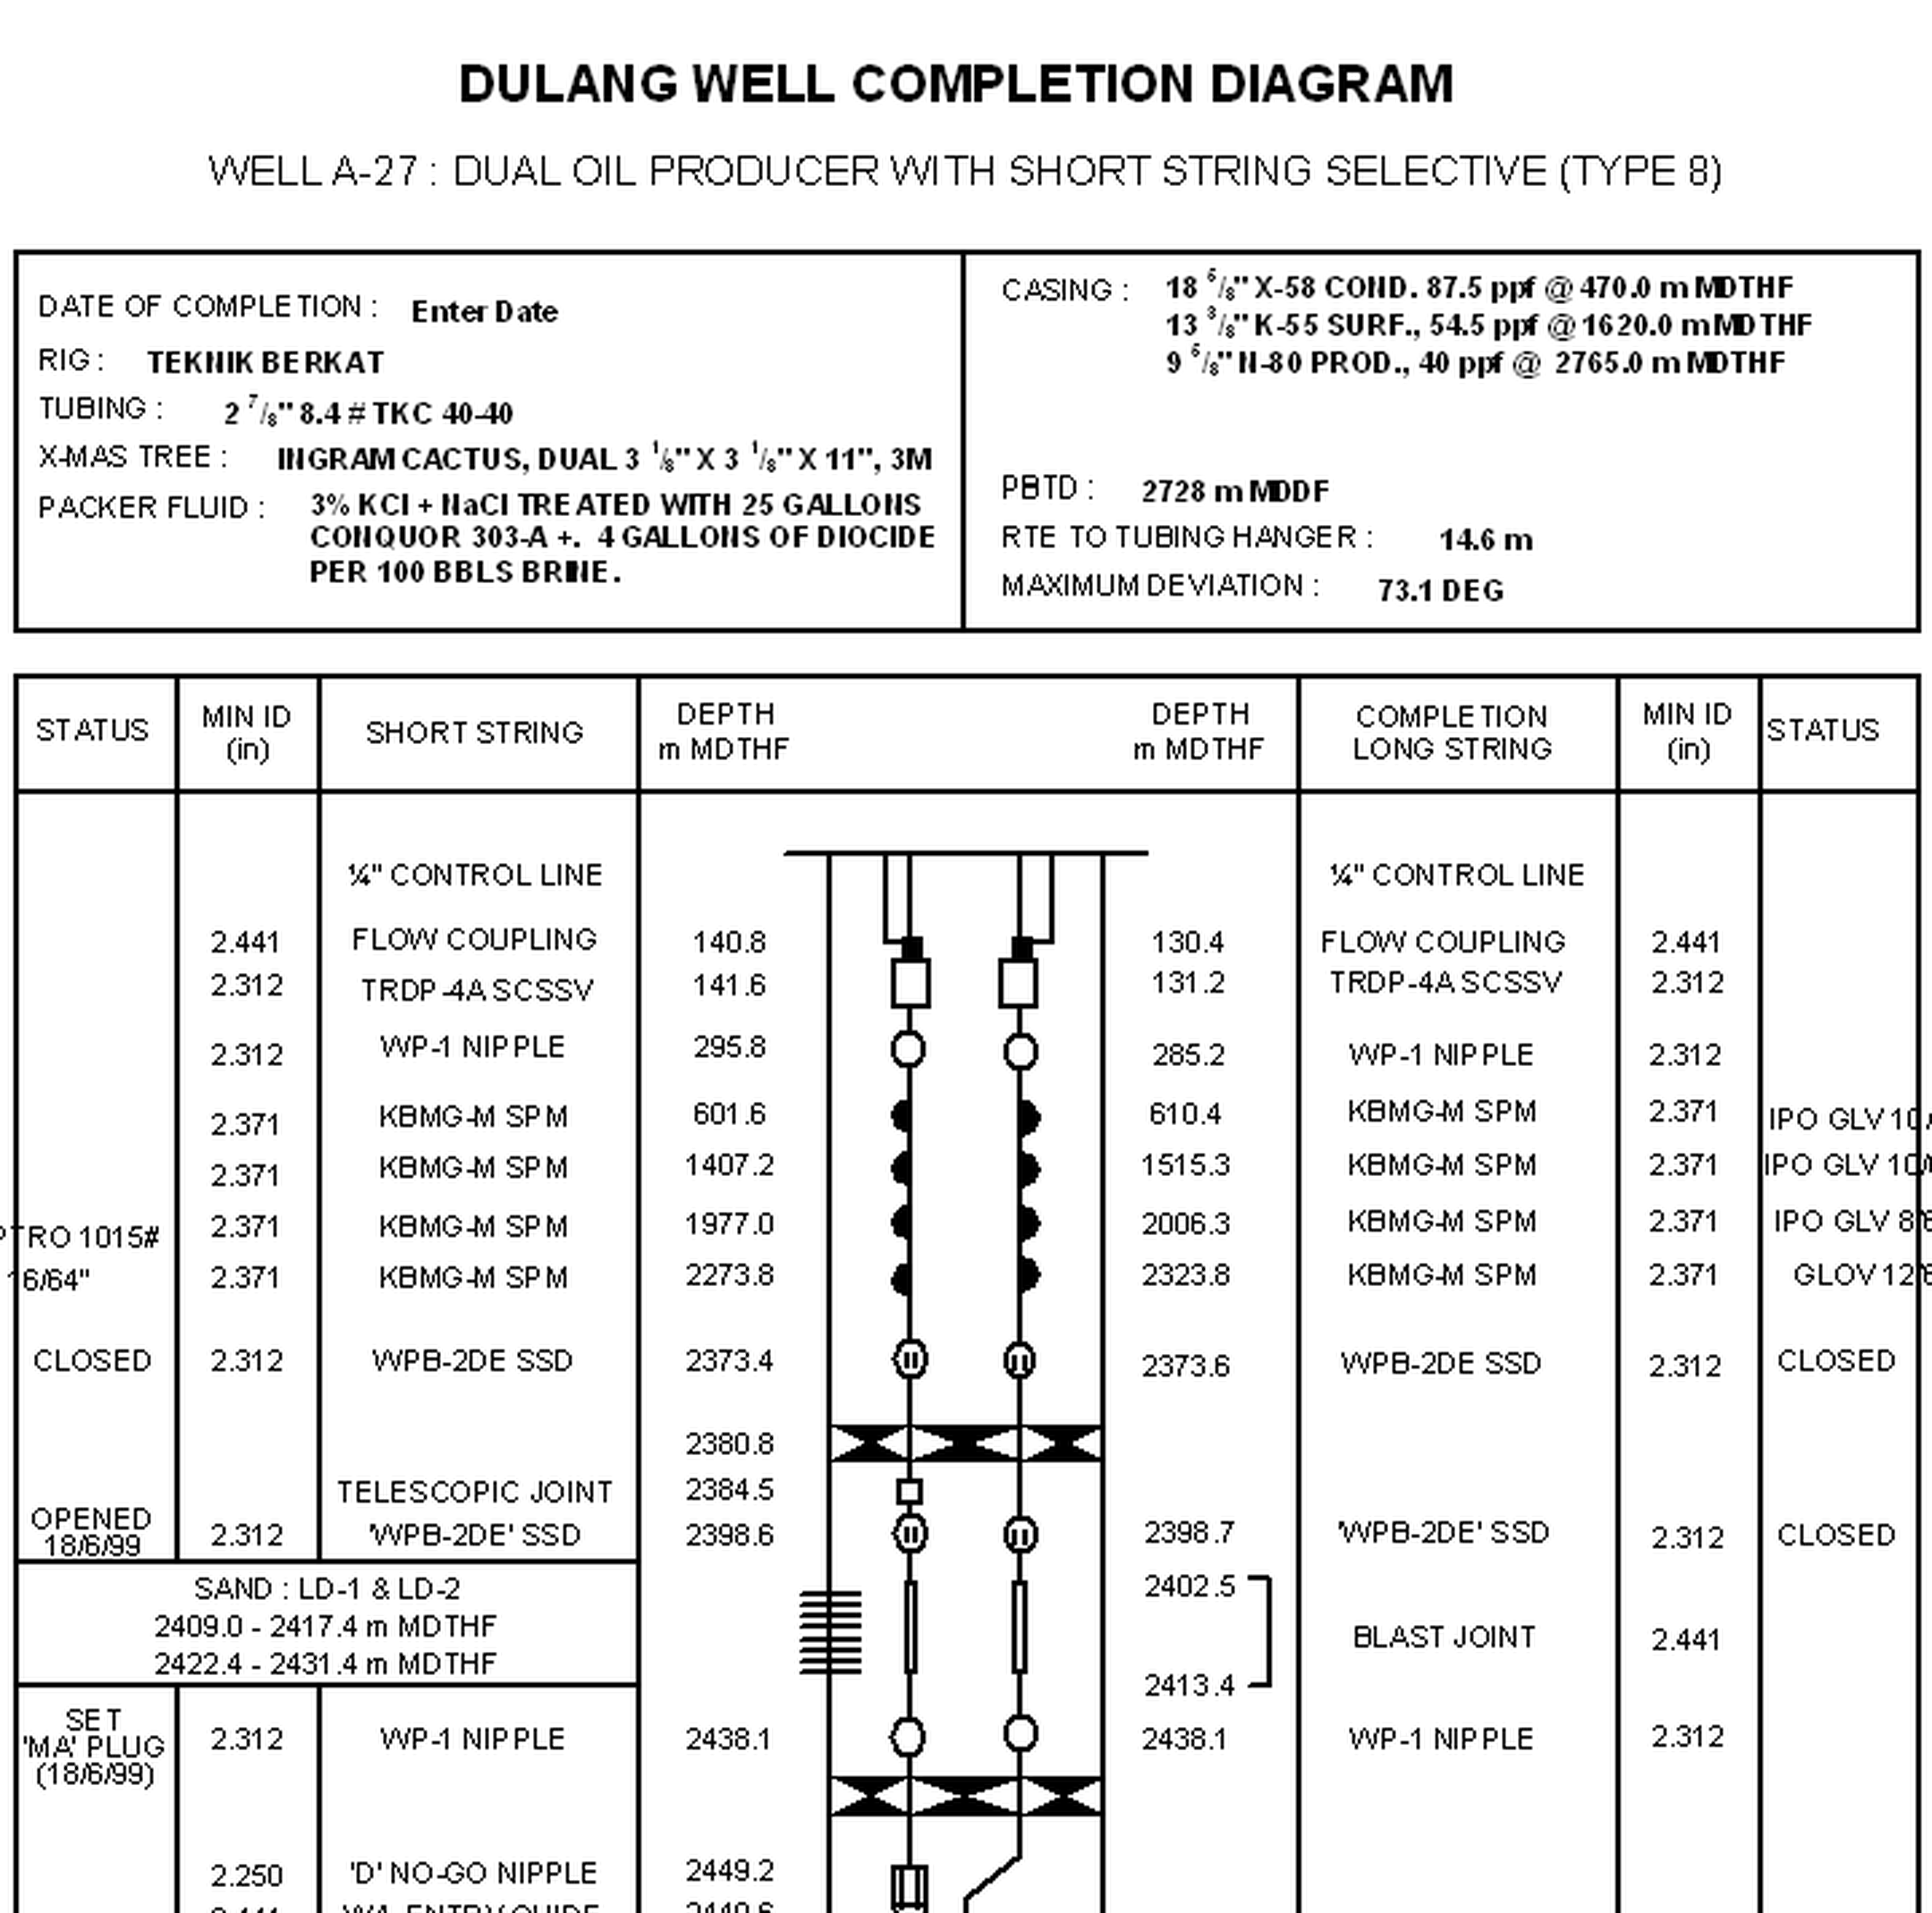 DULANG WELL COMPLETION DIAGRAM
WELL A-27 : DUAL OIL PRODUCER WITH SHORT STRING SELECTIVE (TYPE 8)
DATE OF COMPLETION : Enter Date
RIG : TEKNIK BERKAT
TUBING : 2 7/8" 8.4 # TKC 40-40
X-MAS TREE : INGRAM CACTUS, DUAL 3 1/8" X 3 1/8" X 11", 3M
PACKER FLUID : 3% KCl + NaCl TREATED WITH 25 GALLONS
CONQUOR 303-A +. 4 GALLONS OF DIOCIDE
PER 100 BBLS BRINE.
CASING : 18 5/8" X-58 COND. 87.5 ppf @ 470.0 m MDTHF
13 3/8" K-55 SURF., 54.5 ppf @ 1620.0 m MDTHF
9 5/8" N-80 PROD., 40 ppf @ 2765.0 m MDTHF
PBTD : 2728 m MDDF
RTE TO TUBING HANGER : 14.6 m
MAXIMUM DEVIATION : 73.1 DEG
STATUS MIN ID (in) SHORT STRING DEPTH m MDTHF DEPTH m MDTHF COMPLETION LONG STRING MIN ID (in) STATUS
¼" CONTROL LINE ¼" CONTROL LINE
2.441 FLOW COUPLING 140.8 130.4 FLOW COUPLING 2.441
2.312 TRDP-4A SCSSV 141.6 131.2 TRDP-4A SCSSV 2.312
2.312 WP-1 NIPPLE 295.8 285.2 WP-1 NIPPLE 2.312
2.371 KBMG-M SPM 601.6 610.4 KBMG-M SPM 2.371 IPO GLV 10
2.371 KBMG-M SPM 1407.2 1515.3 KBMG-M SPM 2.371 IPO GLV 10
PTRO 1015# 2.371 KBMG-M SPM 1977.0 2006.3 KBMG-M SPM 2.371 IPO GLV 8
16/64" 2.371 KBMG-M SPM 2273.8 2323.8 KBMG-M SPM 2.371 GLOV 12
CLOSED 2.312 WPB-2DE SSD 2373.4 2373.6 WPB-2DE SSD 2.312 CLOSED
2380.8
TELESCOPIC JOINT 2384.5
OPENED
18/6/99 2.312 'WPB-2DE' SSD 2398.6 2398.7 'WPB-2DE' SSD 2.312 CLOSED
SAND : LD-1 & LD-2
2409.0 - 2417.4 m MDTHF
2422.4 - 2431.4 m MDTHF
2402.5
BLAST JOINT 2.441
2413.4
SET
'MA' PLUG
(18/6/99)
2.312 WP-1 NIPPLE 2438.1 2438.1 WP-1 NIPPLE 2.312
2.250 'D' NO-GO NIPPLE 2449.2
ENTRY GUIDE